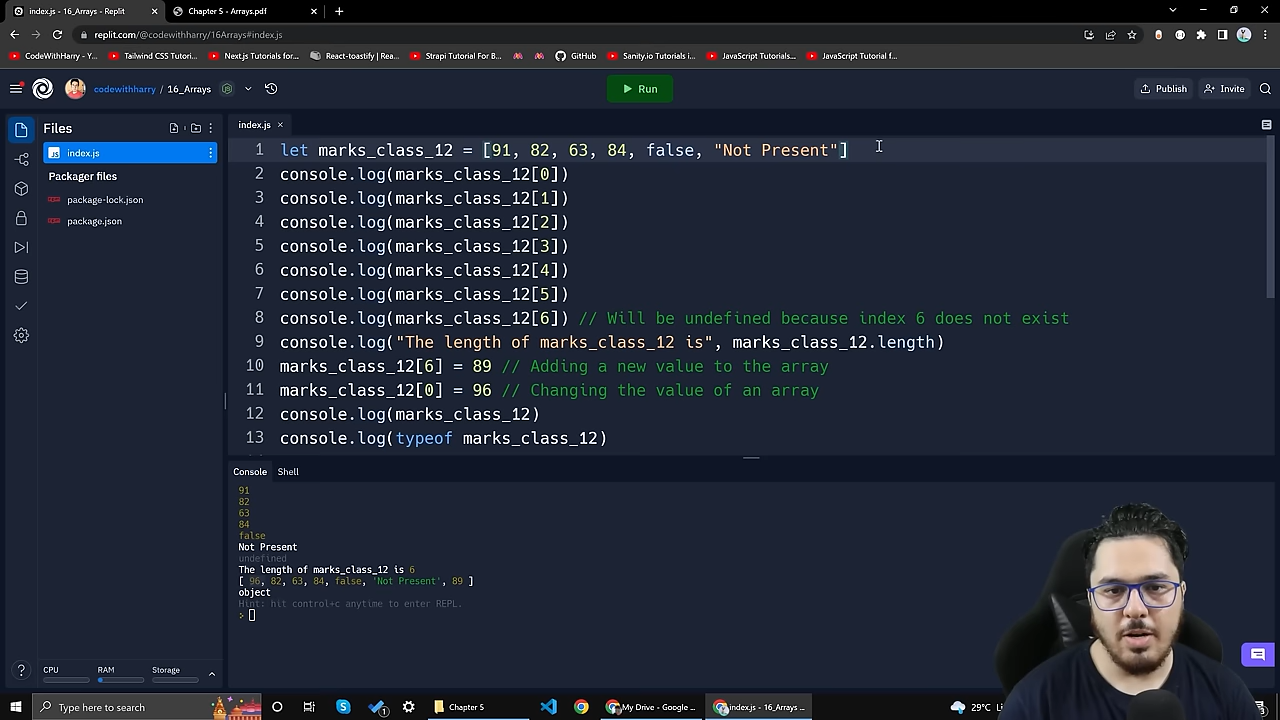 index.js - 16_Arrays - Replit
Chapter 5 - Arrays.pdf
replit.com/@codewithharry/16Arrays#index.js
CodeWithHarry - Y...
Tailwind CSS Tutori...
Next.js Tutorials for...
React-toastify | Rea...
Strapi Tutorial For B...
GitHub
Sanity.io Tutorials i...
JavaScript Tutorials...
JavaScript Tutorial f...
codewithharry / 16_Arrays
Run
Publish
Invite
Files
index.js
Packager files
package-lock.json
package.json
index.js
1 let marks_class_12 = [91, 82, 63, 84, false, "Not Present"]
2 console.log(marks_class_12[0])
3 console.log(marks_class_12[1])
4 console.log(marks_class_12[2])
5 console.log(marks_class_12[3])
6 console.log(marks_class_12[4])
7 console.log(marks_class_12[5])
8 console.log(marks_class_12[6]) // Will be undefined because index 6 does not exist
9 console.log("The length of marks_class_12 is", marks_class_12.length)
10 marks_class_12[6] = 89 // Adding a new value to the array
11 marks_class_12[0] = 96 // Changing the value of an array
12 console.log(marks_class_12)
13 console.log(typeof marks_class_12)
Console Shell
91
82
63
84
false
Not Present
undefined
The length of marks_class_12 is 6
[ 96, 82, 63, 84, false, 'Not Present', 89 ]
object
Hint: hit control+c anytime to enter REPL.
>
CPU RAM Storage
Type here to search
Chapter 5
My Drive - Google ...
index.js - 16_Arrays ...
29°C